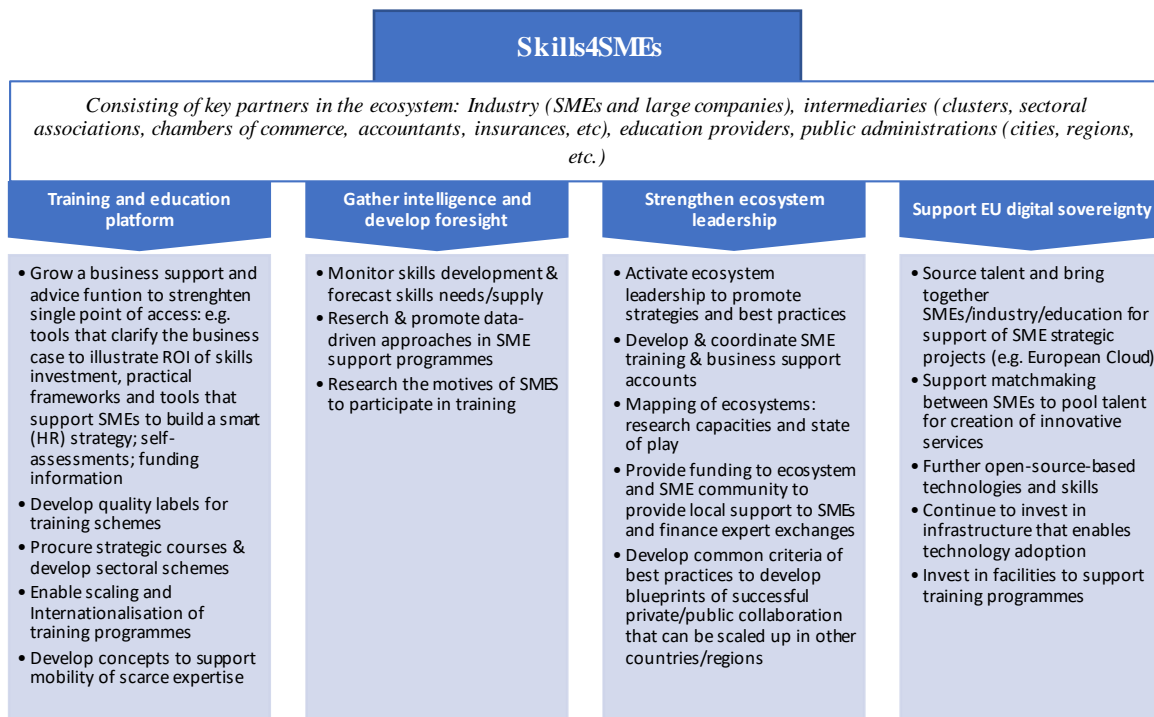 Skills4SMEs
Consisting of key partners in the ecosystem: Industry (SMEs and large companies), intermediaries (clusters, sectoral
associations, chambers of commerce, accountants, insurances, etc), education providers, public administrations (cities, regions,
etc.)
Training and education
platform
• Grow a business support and
advice funtion to strenghten
single point of access: e.g.
tools that clarify the business
case to illustrate ROI of skills
investment, practical
frameworks and tools that
support SMEs to build a smart
(HR) strategy; self-
assessments; funding
information
• Develop quality labels for
training schemes
• Procure strategic courses &
develop sectoral schemes
• Enable scaling and
Internationalisation of
training programmes
• Develop concepts to support
mobility of scarce expertise
Gather intelligence and
develop foresight
• Monitor skills development &
forecast skills needs/supply
• Reserch & promote data-
driven approaches in SME
support programmes
• Research the motives of SMES
to participate in training
Strengthen ecosystem
leadership
• Activate ecosystem
leadership to promote
strategies and best practices
• Develop & coordinate SME
training & business support
accounts
• Mapping of ecosystems:
research capacities and state
of play
• Provide funding to ecosystem
and SME community to
provide local support to SMEs
and finance expert exchanges
• Develop common criteria of
best practices to develop
blueprints of successful
private/public collaboration
that can be scaled up in other
countries/regions
Support EU digital sovereignty
• Source talent and bring
together
SMEs/industry/education for
support of SME strategic
projects (e.g. European Cloud)
• Support matchmaking
between SMEs to pool talent
for creation of innovative
services
• Further open-source-based
technologies and skills
• Continue to invest in
infrastructure that enables
technology adoption
• Invest in facilities to support
training programmes